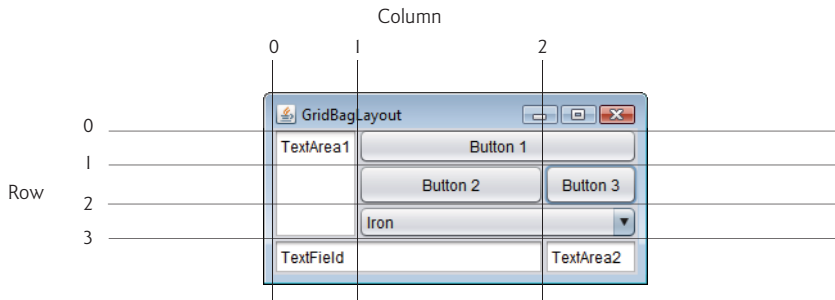 Column
0 1 2
GridBagLayout
0
TextArea1 Button 1
1
Row
Button 2 Button 3
2
Iron
3
TextField TextArea2